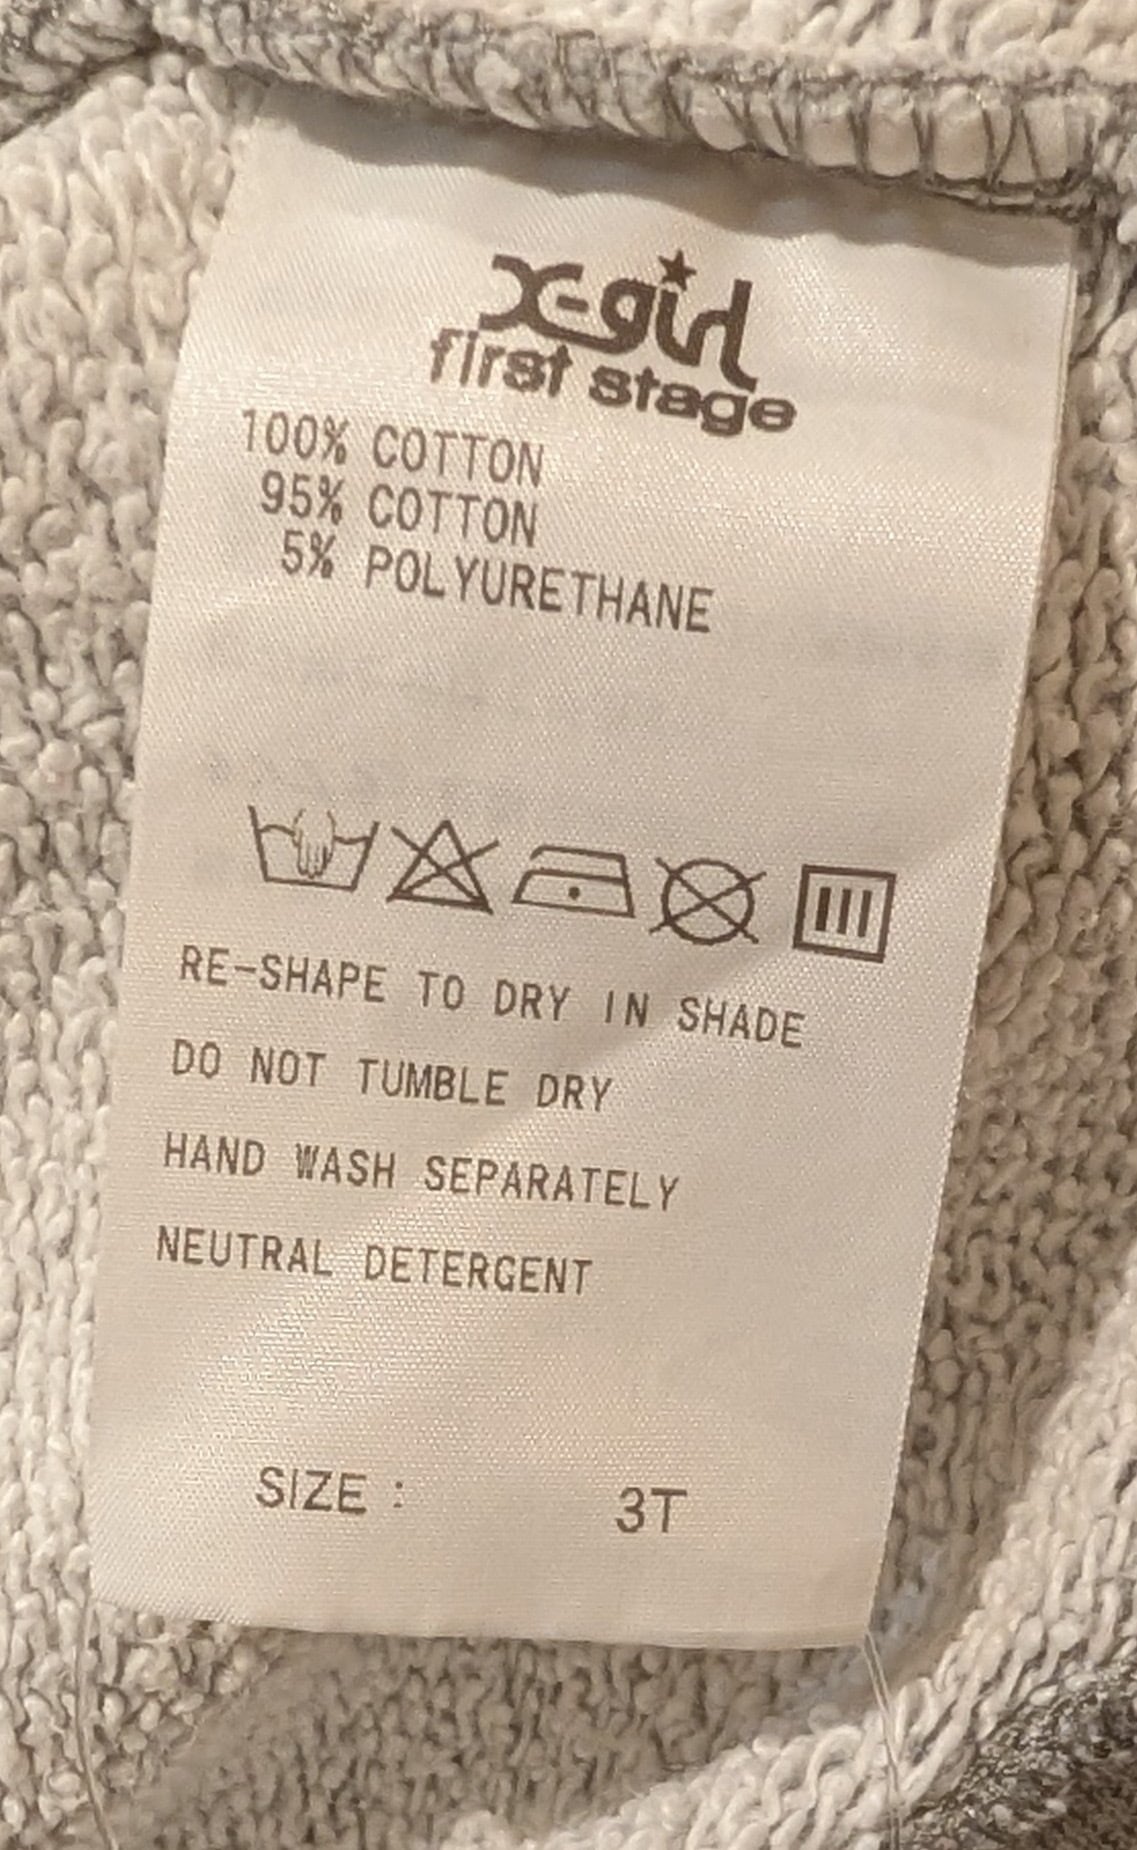 X-girl
first stage
100% COTTON
95% COTTON
5% POLYURETHANE
RE-SHAPE TO DRY IN SHADE
DO NOT TUMBLE DRY
HAND WASH SEPARATELY
NEUTRAL DETERGENT
SIZE : 3T